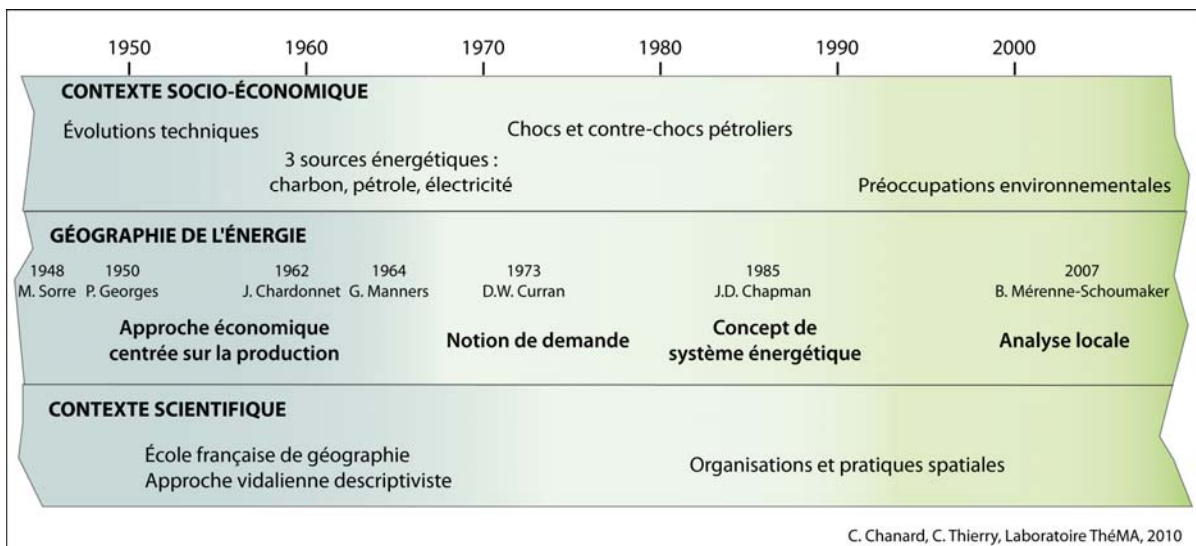 1950 1960 1970 1980 1990 2000
CONTEXTE SOCIO-ÉCONOMIQUE
Évolutions techniques
Chocs et contre-chocs pétroliers
3 sources énergétiques :
charbon, pétrole, électricité
Préoccupations environnementales
GÉOGRAPHIE DE L'ÉNERGIE
1948 1950 1962 1964 1973 1985 2007
M. Sorre P. Georges J. Chardonnet G. Manners D.W. Curran J.D. Chapman B. Mérenne-Schoumaker
Approche économique
centrée sur la production
Notion de demande
Concept de
système énergétique
Analyse locale
CONTEXTE SCIENTIFIQUE
École française de géographie
Approche vidalienne descriptiviste
Organisations et pratiques spatiales
C. Chanard, C. Thierry, Laboratoire ThéMA, 2010